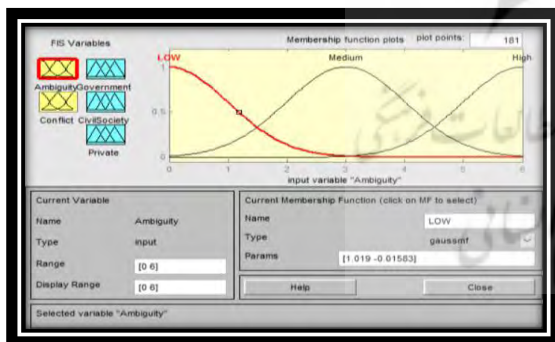 FIS Variables
Membership function plots
plot points:
181
LOW
Medium
High
Ambiguity
Government
Conflict
CivilSociety
Private
1
0.5
0
0 1 2 3 4 5 6
input variable "Ambiguity"
Current Variable
Name Ambiguity
Type input
Range [0 6]
Display Range [0 6]
Current Membership Function (click on MF to select)
Name LOW
Type gaussmf
Params [1.019 -0.01583]
Help Close
Selected variable "Ambiguity"